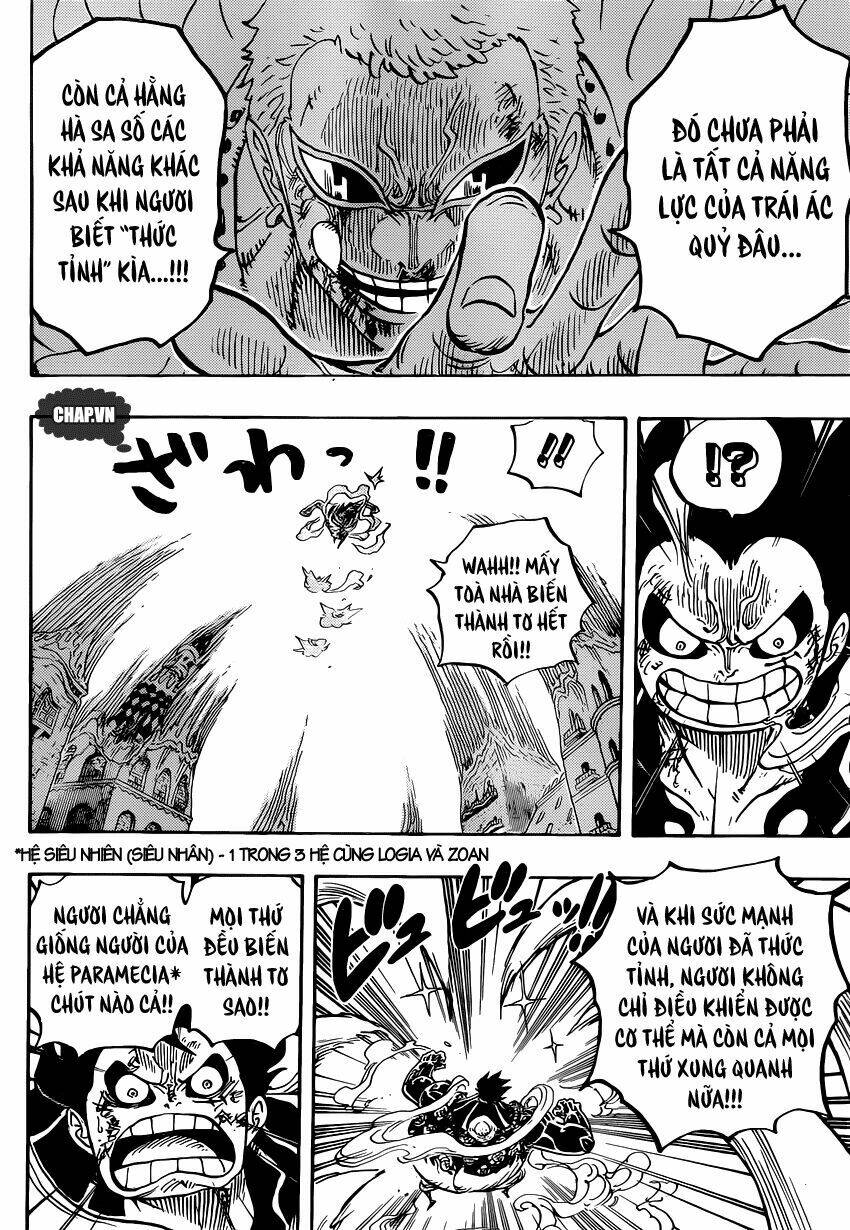 ĐÓ CHƯA PHẢI
LÀ TẤT CẢ NĂNG
LỰC CỦA TRÁI ÁC
QUỶ ĐÂU...
CÒN CẢ HẰNG
HÀ SA SỐ CÁC
KHẢ NĂNG KHÁC
SAU KHI NGƯƠI
BIẾT "THỨC
TỈNH" KÌA...!!!
CHAP.VN
!?
!!
ざわっ!!
WAHH!! MẤY
TOÀ NHÀ BIẾN
THÀNH TƠ HẾT
RỒI!!
*HỆ SIÊU NHIÊN (SIÊU NHÂN) - 1 TRONG 3 HỆ CÙNG LOGIA VÀ ZOAN
VÀ KHI SỨC MẠNH
CỦA NGƯƠI ĐÃ THỨC
TỈNH, NGƯƠI KHÔNG
CHỈ ĐIỀU KHIỂN ĐƯỢC
CƠ THỂ MÀ CÒN CẢ MỌI
THỨ XUNG QUANH
NỮA!!!
ビュッ!!
ビュ
MỌI THỨ
ĐỀU BIẾN
THÀNH TƠ
SAO!!
NGƯƠI CHẲNG
GIỐNG NGƯỜI CỦA
HỆ PARAMECIA*
CHÚT NÀO CẢ!!